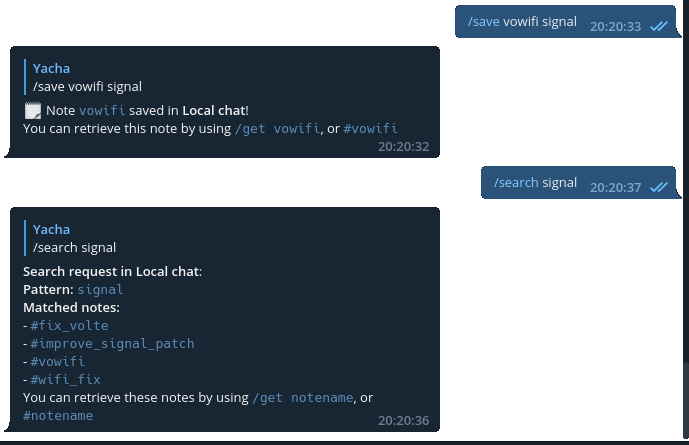 /save vowifi signal 20:20:33
Yacha
/save vowifi signal
Note vowifi saved in Local chat!
You can retrieve this note by using /get vowifi, or #vowifi
20:20:32
/search signal 20:20:37
Yacha
/search signal
Search request in Local chat:
Pattern: signal
Matched notes:
- #fix_volte
- #improve_signal_patch
- #vowifi
- #wifi_fix
You can retrieve these notes by using /get notename, or
#notename
20:20:36